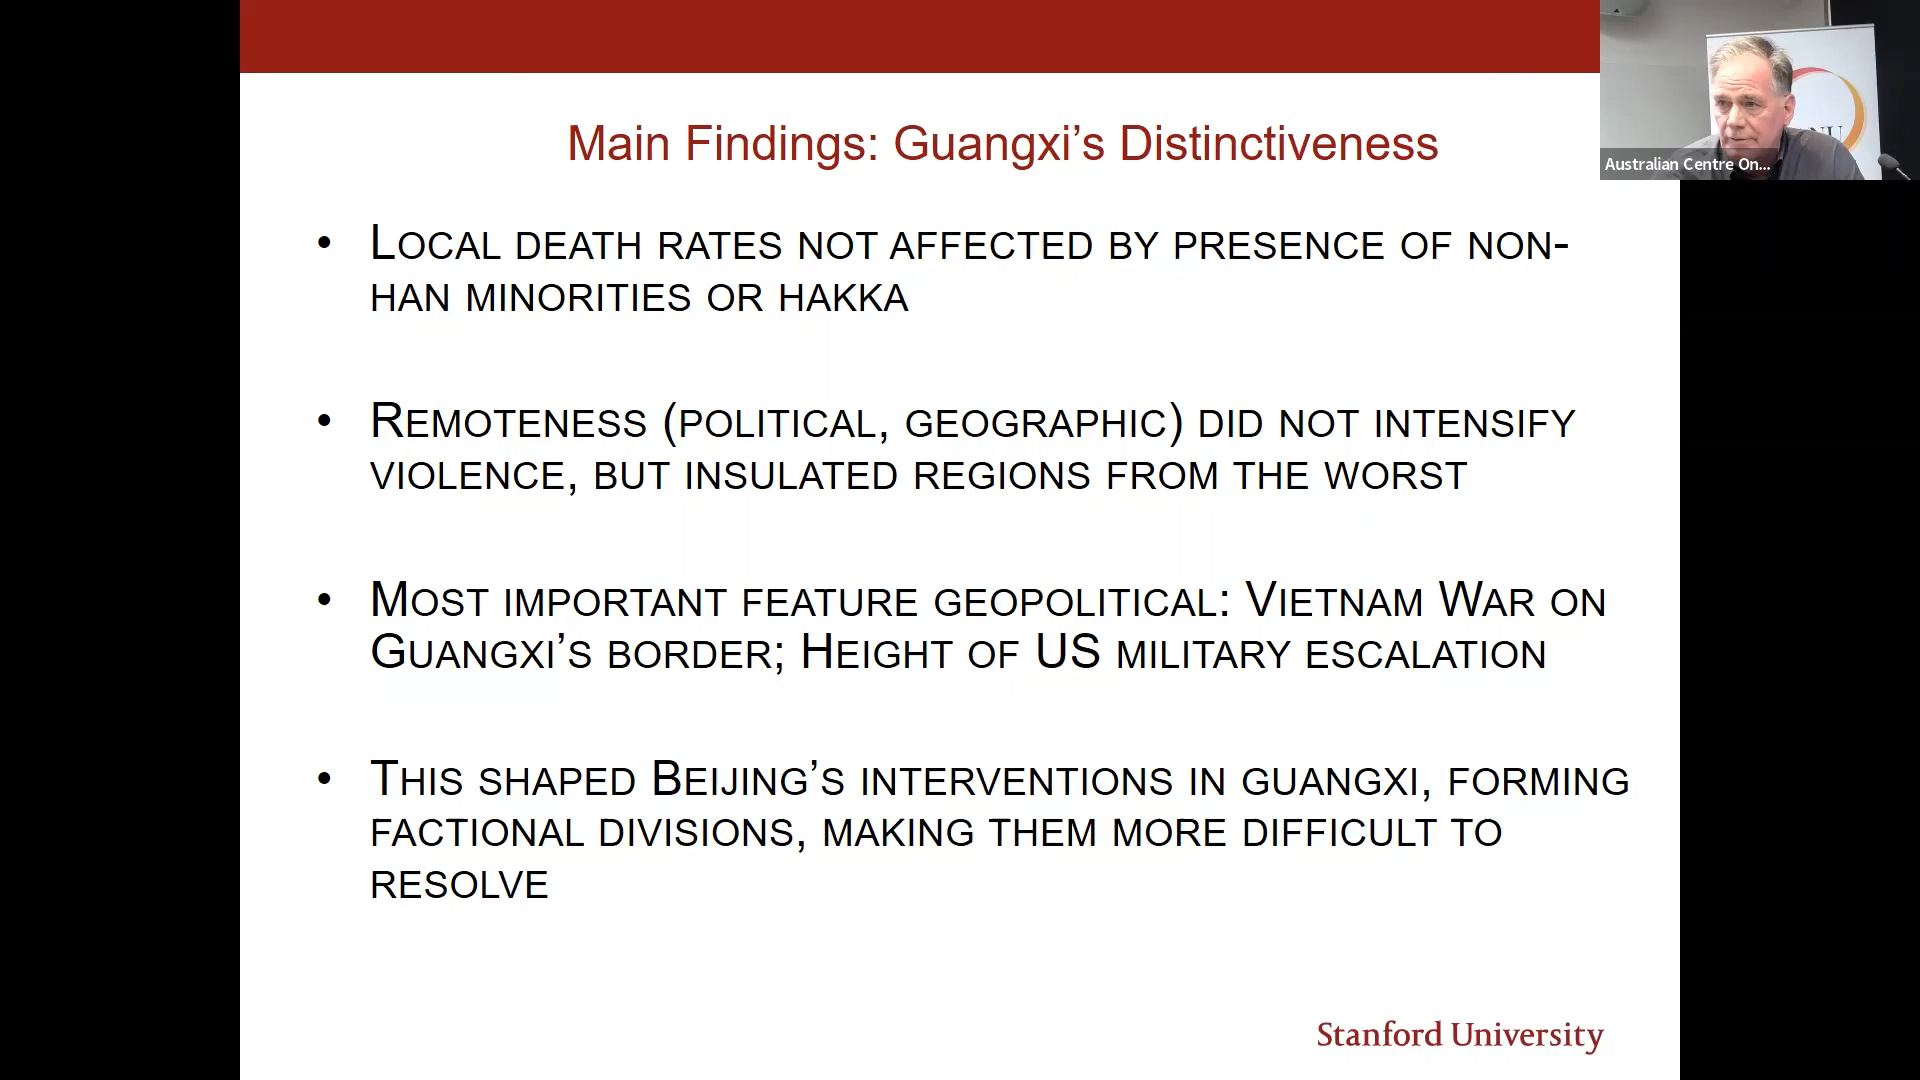 Main Findings: Guangxi’s Distinctiveness
Australian Centre On...
• Local death rates not affected by presence of non-
han minorities or hakka
• Remoteness (political, geographic) did not intensify
violence, but insulated regions from the worst
• Most important feature geopolitical: Vietnam War on
Guangxi’s border; Height of US military escalation
• This shaped Beijing’s interventions in guangxi, forming
factional divisions, making them more difficult to
resolve
Stanford University